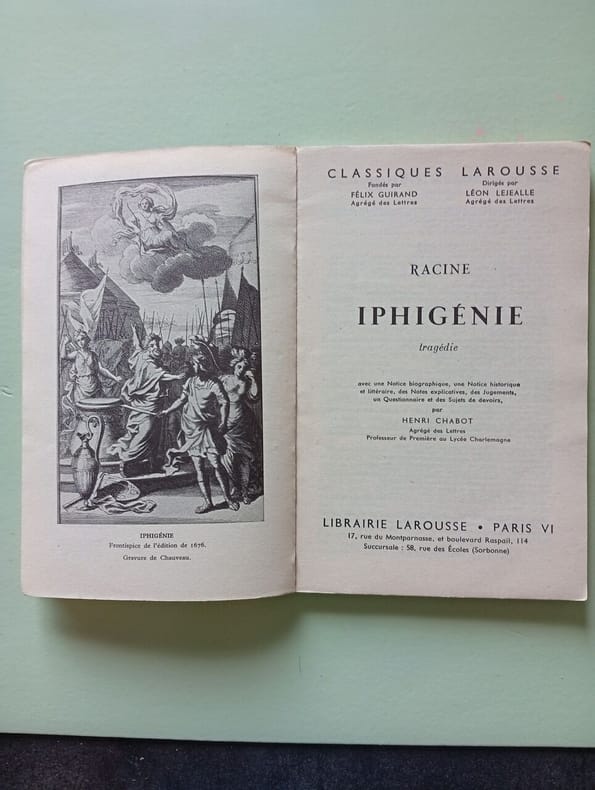 IPHIGÉNIE
Frontispice de l'édition de 1676.
Gravure de Chauveau.
CLASSIQUES LAROUSSE
Fondés par
FÉLIX GUIRAND
Agrégé des Lettres
Dirigés par
LÉON LEJEALLE
Agrégé des Lettres
RACINE
IPHIGÉNIE
tragédie
avec une Notice biographique, une Notice historique
et littéraire, des Notes explicatives, des Jugements,
un Questionnaire et des Sujets de devoirs,
par
HENRI CHABOT
Agrégé des Lettres
Professeur de Première au Lycée Charlemagne
LIBRAIRIE LAROUSSE • PARIS VI
17, rue du Montparnasse, et boulevard Raspail, 114
Succursale : 58, rue des Écoles (Sorbonne)